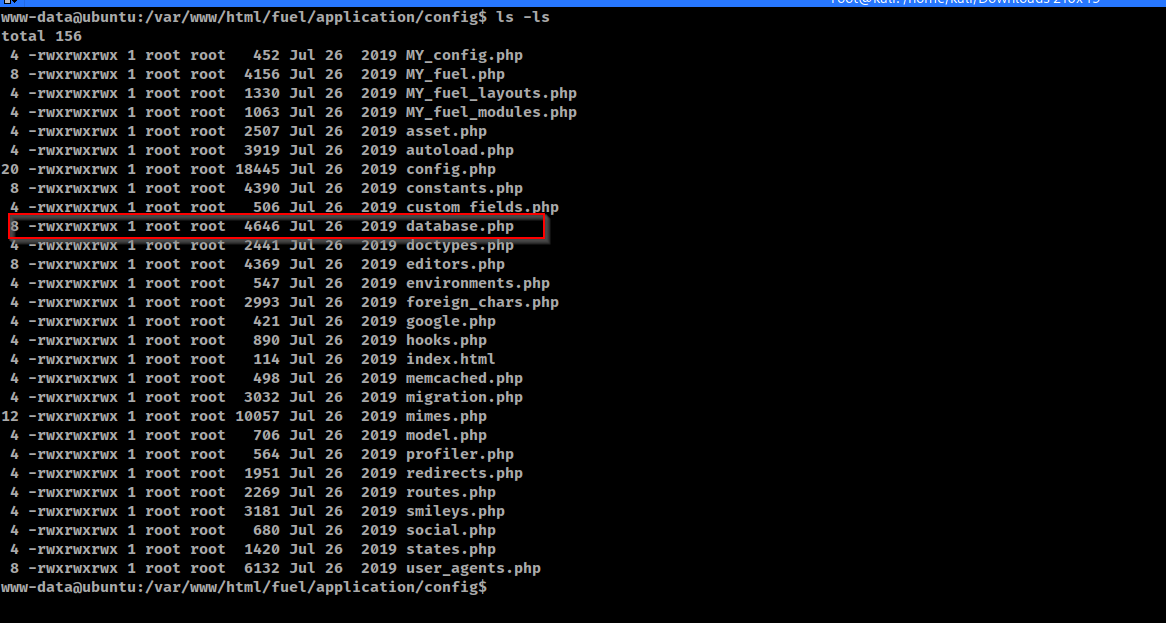 root@kali: /home/kali/Downloads 210x15
www-data@ubuntu:/var/www/html/fuel/application/config$ ls -ls
total 156
 4 -rwxrwxrwx 1 root root   452 Jul 26  2019 MY_config.php
 8 -rwxrwxrwx 1 root root  4156 Jul 26  2019 MY_fuel.php
 4 -rwxrwxrwx 1 root root  1330 Jul 26  2019 MY_fuel_layouts.php
 4 -rwxrwxrwx 1 root root  1063 Jul 26  2019 MY_fuel_modules.php
 4 -rwxrwxrwx 1 root root  2507 Jul 26  2019 asset.php
 4 -rwxrwxrwx 1 root root  3919 Jul 26  2019 autoload.php
20 -rwxrwxrwx 1 root root 18445 Jul 26  2019 config.php
 8 -rwxrwxrwx 1 root root  4390 Jul 26  2019 constants.php
 4 -rwxrwxrwx 1 root root   506 Jul 26  2019 custom_fields.php
 8 -rwxrwxrwx 1 root root  4646 Jul 26  2019 database.php
 4 -rwxrwxrwx 1 root root  2441 Jul 26  2019 doctypes.php
 8 -rwxrwxrwx 1 root root  4369 Jul 26  2019 editors.php
 4 -rwxrwxrwx 1 root root   547 Jul 26  2019 environments.php
 4 -rwxrwxrwx 1 root root  2993 Jul 26  2019 foreign_chars.php
 4 -rwxrwxrwx 1 root root   421 Jul 26  2019 google.php
 4 -rwxrwxrwx 1 root root   890 Jul 26  2019 hooks.php
 4 -rwxrwxrwx 1 root root   114 Jul 26  2019 index.html
 4 -rwxrwxrwx 1 root root   498 Jul 26  2019 memcached.php
 4 -rwxrwxrwx 1 root root  3032 Jul 26  2019 migration.php
12 -rwxrwxrwx 1 root root 10057 Jul 26  2019 mimes.php
 4 -rwxrwxrwx 1 root root   706 Jul 26  2019 model.php
 4 -rwxrwxrwx 1 root root   564 Jul 26  2019 profiler.php
 4 -rwxrwxrwx 1 root root  1951 Jul 26  2019 redirects.php
 4 -rwxrwxrwx 1 root root  2269 Jul 26  2019 routes.php
 4 -rwxrwxrwx 1 root root  3181 Jul 26  2019 smileys.php
 4 -rwxrwxrwx 1 root root   680 Jul 26  2019 social.php
 4 -rwxrwxrwx 1 root root  1420 Jul 26  2019 states.php
 8 -rwxrwxrwx 1 root root  6132 Jul 26  2019 user_agents.php
www-data@ubuntu:/var/www/html/fuel/application/config$